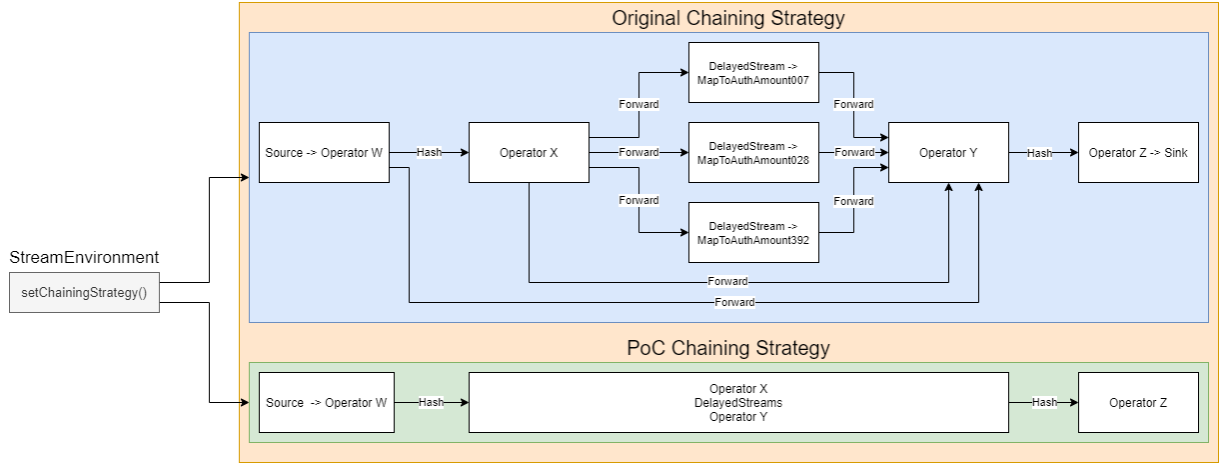 Original Chaining Strategy
DelayedStream ->
MapToAuthAmount007
Forward
Forward
Source -> Operator W
Hash
Operator X
Forward
DelayedStream ->
MapToAuthAmount028
Forward
Operator Y
Hash
Operator Z -> Sink
Forward
Forward
DelayedStream ->
MapToAuthAmount392
StreamEnvironment
setChainingStrategy()
Forward
Forward
PoC Chaining Strategy
Source -> Operator W
Hash
Operator X
DelayedStreams
Operator Y
Hash
Operator Z